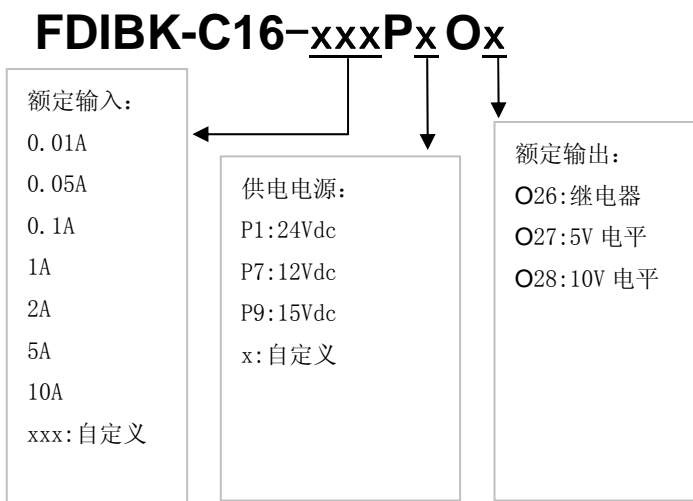 FDIBK-C16-xxxPx Ox
额定输入：
0.01A
0.05A
0.1A
1A
2A
5A
10A
xxx:自定义
供电电源：
P1:24Vdc
P7:12Vdc
P9:15Vdc
x:自定义
额定输出：
O26:继电器
O27:5V 电平
O28:10V 电平